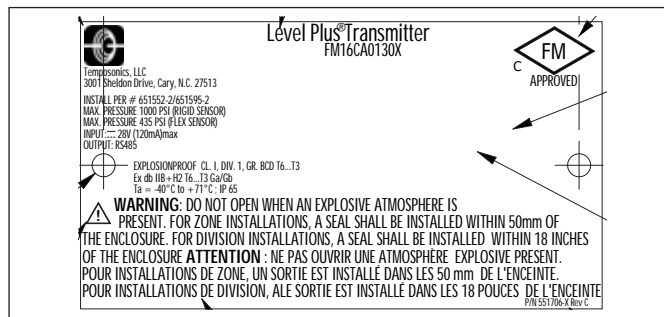 Level Plus® Transmitter
FM16CA0130X
FM
C
APPROVED
Temposonics, LLC
3001 Sheldon Drive, Cary, N.C. 27513
INSTALL PER # 651552-2/651595-2
MAX. PRESSURE 1000 PSI (RIGID SENSOR)
MAX. PRESSURE 435 PSI (FLEX SENSOR)
INPUT: ⎓ 28V (120mA)max
OUTPUT: RS485
EXPLOSIONPROOF CL. I, DIV. 1, GR. BCD T6...T3
Ex db IIB+H2 T6...T3 Ga/Gb
Ta = -40°C to +71°C ; IP 65
WARNING: DO NOT OPEN WHEN AN EXPLOSIVE ATMOSPHERE IS
PRESENT. FOR ZONE INSTALLATIONS, A SEAL SHALL BE INSTALLED WITHIN 50mm OF
THE ENCLOSURE. FOR DIVISION INSTALLATIONS, A SEAL SHALL BE INSTALLED WITHIN 18 INCHES
OF THE ENCLOSURE ATTENTION : NE PAS OUVRIR UNE ATMOSPHÈRE EXPLOSIVE PRESENT.
POUR INSTALLATIONS DE ZONE, UN SORTIE EST INSTALLÉ DANS LES 50 mm DE L'ENCEINTE.
POUR INSTALLATIONS DE DIVISION, ALE SORTIE EST INSTALLÉ DANS LES 18 POUCES DE L'ENCEINTE
P/N 551706-X Rev C